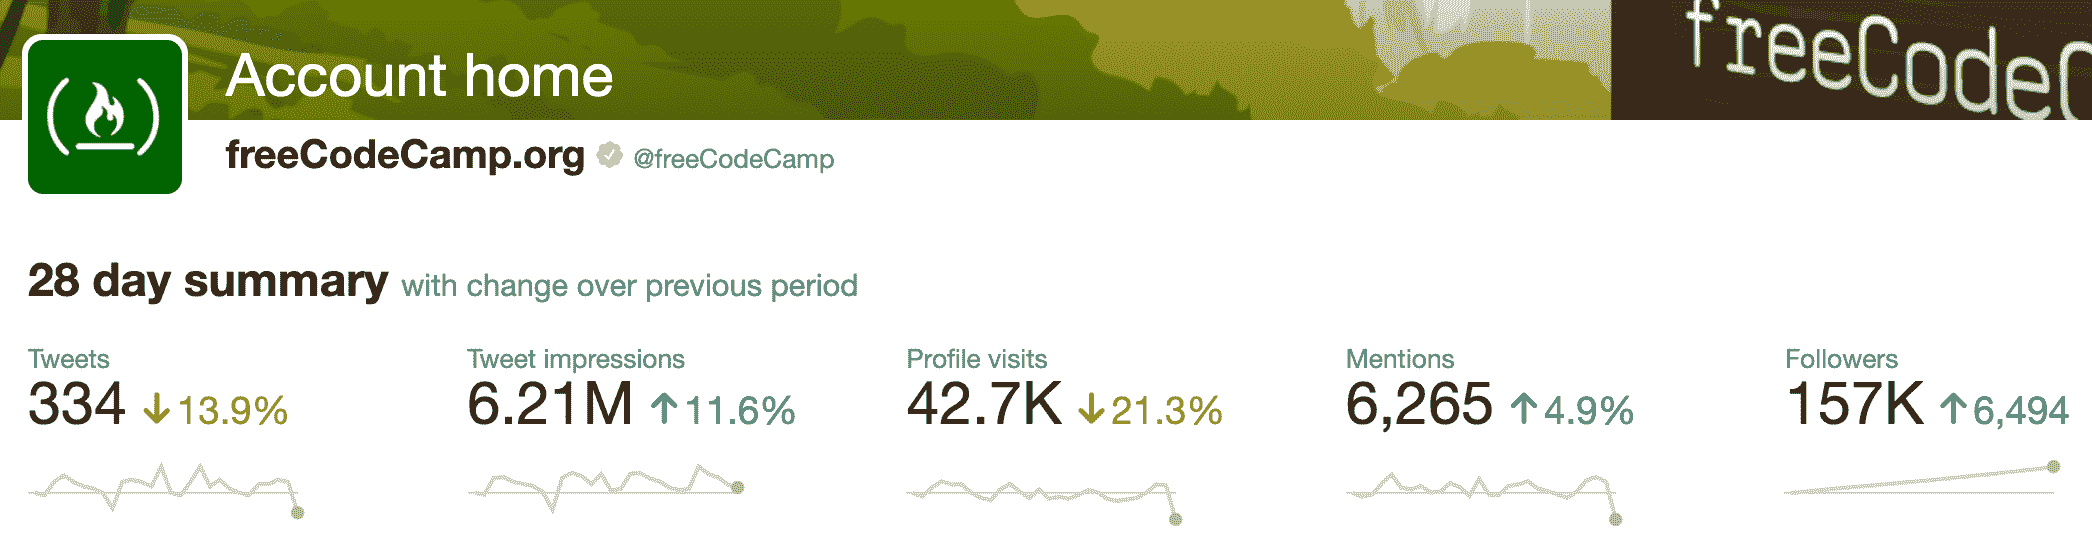 Account home
freeCodeC
freeCodeCamp.org @freeCodeCamp
28 day summary with change over previous period
Tweets
334 ↓13.9%
Tweet impressions
6.21M ↑11.6%
Profile visits
42.7K ↓21.3%
Mentions
6,265 ↑4.9%
Followers
157K ↑6,494